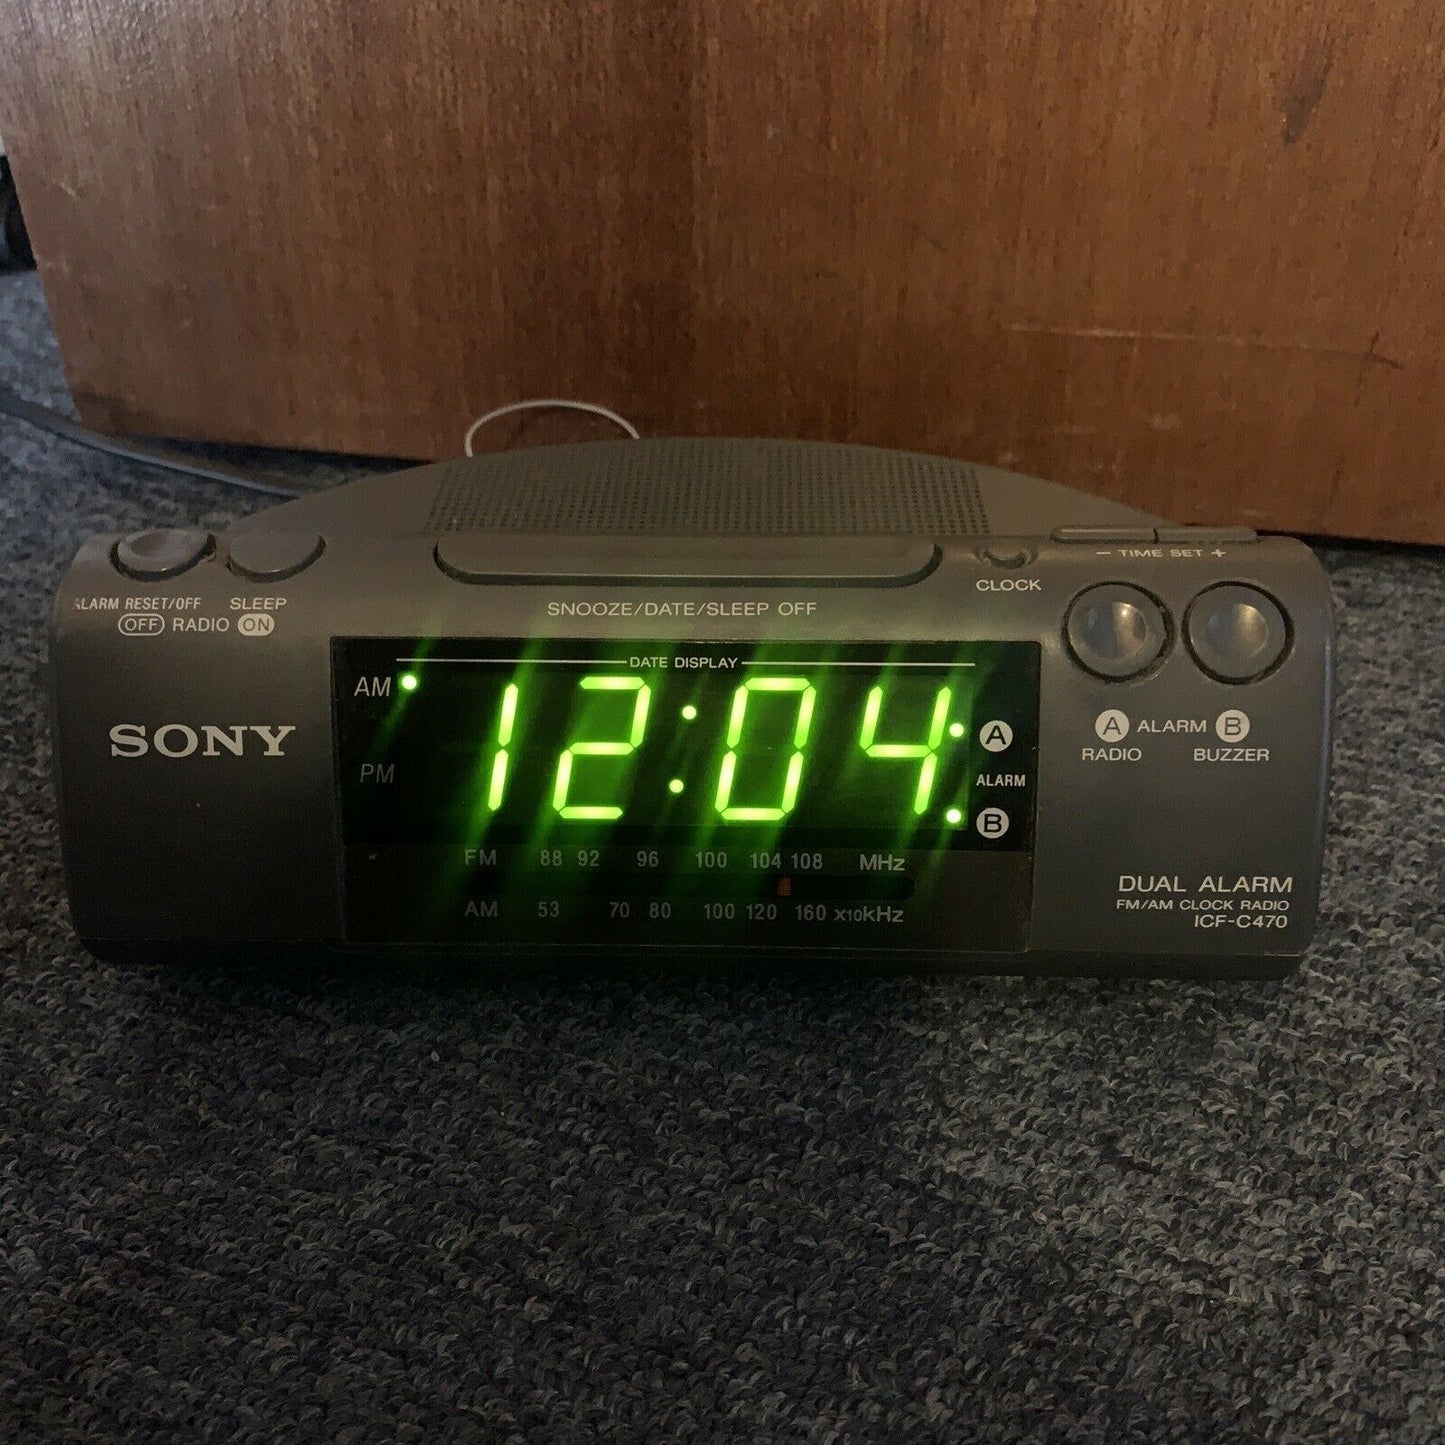 – TIME SET +
CLOCK
ALARM RESET/OFF SLEEP
OFF RADIO ON
SNOOZE/DATE/SLEEP OFF
DATE DISPLAY
AM 12:04
PM
SONY
A
ALARM
B
A ALARM B
RADIO BUZZER
FM 88 92 96 100 104 108 MHz
AM 53 70 80 100 120 160 x10kHz
DUAL ALARM
FM/AM CLOCK RADIO
ICF-C470